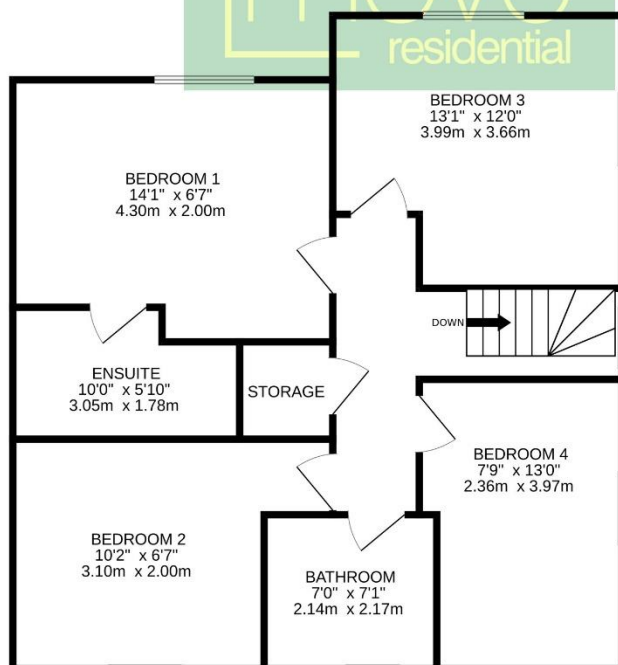 move
residential
BEDROOM 3
13'1" x 12'0"
3.99m x 3.66m
BEDROOM 1
14'1" x 6'7"
4.30m x 2.00m
DOWN
ENSUITE
10'0" x 5'10"
3.05m x 1.78m
STORAGE
BEDROOM 4
7'9" x 13'0"
2.36m x 3.97m
BEDROOM 2
10'2" x 6'7"
3.10m x 2.00m
BATHROOM
7'0" x 7'1"
2.14m x 2.17m